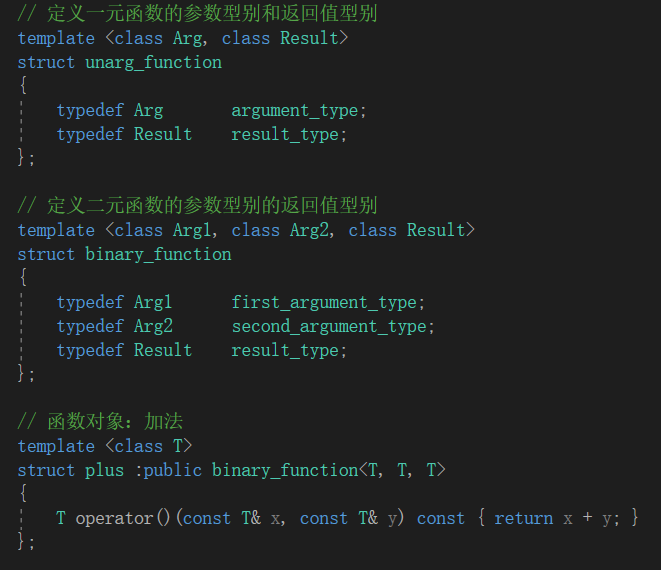 // 定义一元函数的参数型别和返回值型别
template <class Arg, class Result>
struct unarg_function
{
typedef Arg argument_type;
typedef Result result_type;
};
// 定义二元函数的参数型别的返回值型别
template <class Arg1, class Arg2, class Result>
struct binary_function
{
typedef Arg1 first_argument_type;
typedef Arg2 second_argument_type;
typedef Result result_type;
};
// 函数对象：加法
template <class T>
struct plus :public binary_function<T, T, T>
{
T operator()(const T& x, const T& y) const { return x + y; }
};